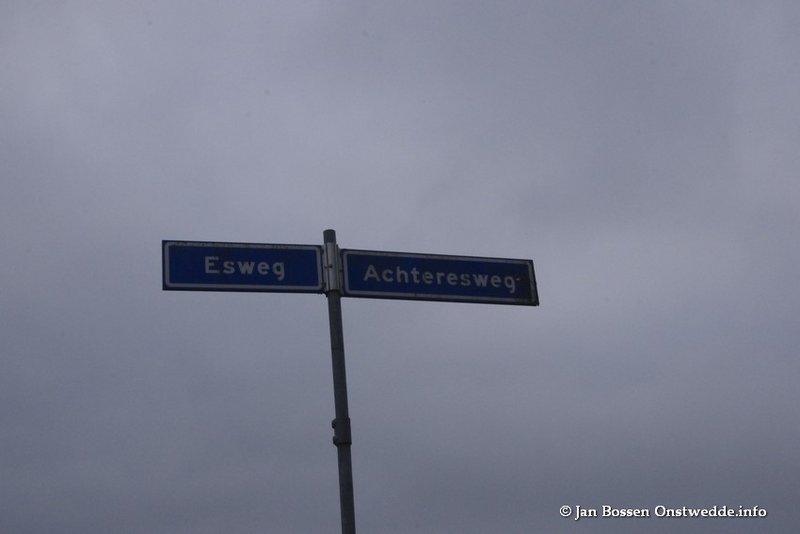 Esweg
Achteresweg
© Jan Bossen Onstwedde.info